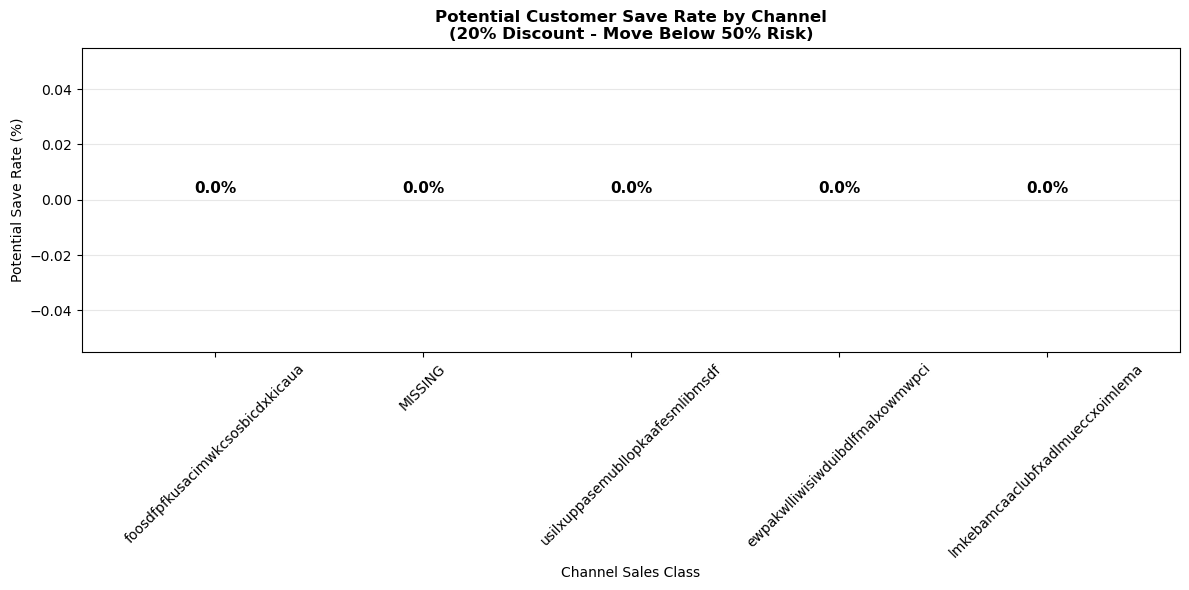 Potential Customer Save Rate by Channel
(20% Discount - Move Below 50% Risk)
Potential Save Rate (%)
0.04
0.02
0.00
−0.02
−0.04
0.0%
0.0%
0.0%
0.0%
0.0%
foosdfpfkusacimwkcsosbicdxkicaua
MISSING
usilxuppasemubllopkaafesmlibmsdf
ewpakwlliwisiwduibdlfmalxowmwpci
lmkebamcaaclubfxadlmueccxoimlema
Channel Sales Class